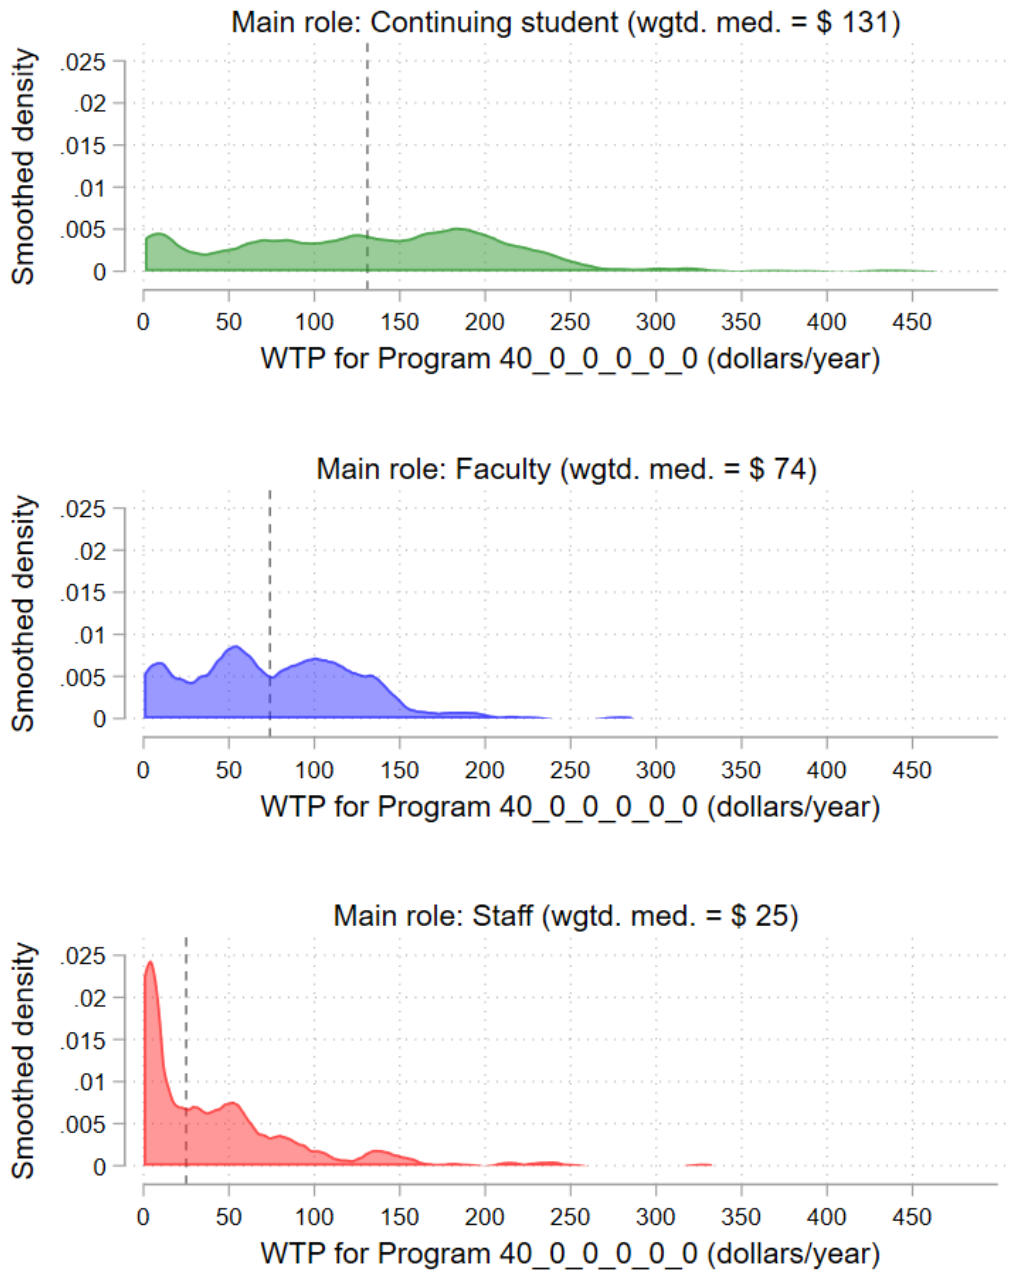 Main role: Continuing student (wgtd. med. = $ 131)
Smoothed density
.025
.02
.015
.01
.005
0
0 50 100 150 200 250 300 350 400 450
WTP for Program 40_0_0_0_0_0 (dollars/year)
Main role: Faculty (wgtd. med. = $ 74)
Smoothed density
.025
.02
.015
.01
.005
0
0 50 100 150 200 250 300 350 400 450
WTP for Program 40_0_0_0_0_0 (dollars/year)
Main role: Staff (wgtd. med. = $ 25)
Smoothed density
.025
.02
.015
.01
.005
0
0 50 100 150 200 250 300 350 400 450
WTP for Program 40_0_0_0_0_0 (dollars/year)